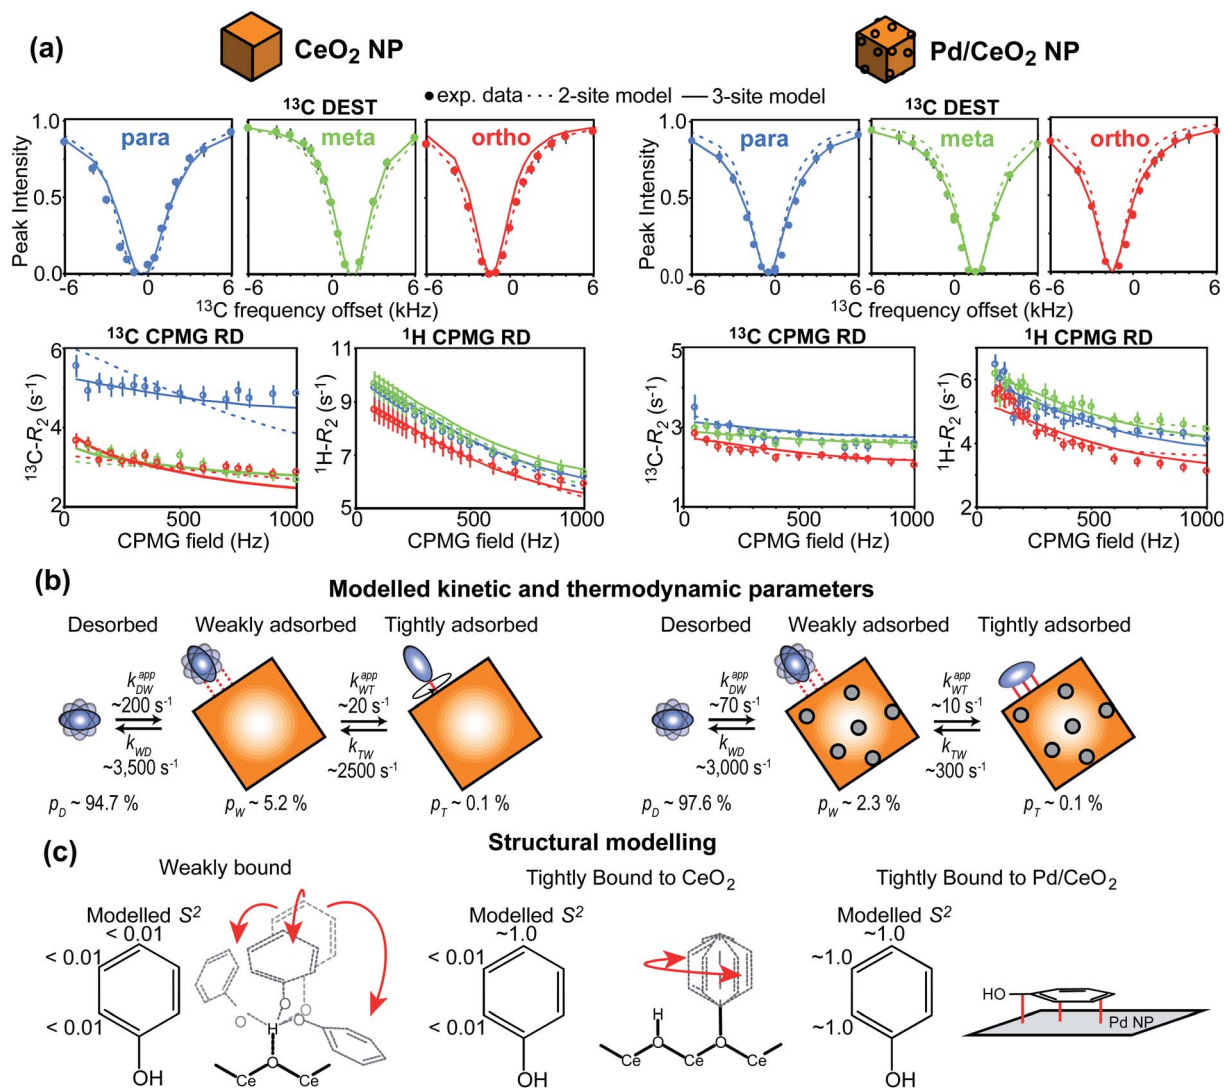 (a)
CeO2 NP
Pd/CeO2 NP
exp. data 2-site model 3-site model
13C DEST
13C DEST
para
meta
ortho
para
meta
ortho
Peak Intensity
1.0
0.5
0.0
Peak Intensity
1.0
0.5
0.0
-6 0 6 0 6 0 6
-6 0 6 0 6 0 6
13C frequency offset (kHz)
13C frequency offset (kHz)
13C CPMG RD
1H CPMG RD
13C CPMG RD
1H CPMG RD
13C-R2 (s-1)
6
4
2
1H-R2 (s-1)
11
9
7
5
13C-R2 (s-1)
5
3
1
1H-R2 (s-1)
6
4
2
0 500 1000
500 1000
0 500 1000
0 500 1000
CPMG field (Hz)
CPMG field (Hz)
CPMG field (Hz)
CPMG field (Hz)
(b)
Modelled kinetic and thermodynamic parameters
Desorbed
Weakly adsorbed
Tightly adsorbed
kDW app
~200 s-1
kWD
~3,500 s-1
kWT app
~20 s-1
kTW
~2500 s-1
pD ~ 94.7 %
pW ~ 5.2 %
pT ~ 0.1 %
Desorbed
Weakly adsorbed
Tightly adsorbed
kDW app
~70 s-1
kWD
~3,000 s-1
kWT app
~10 s-1
kTW
~300 s-1
pD ~ 97.6 %
pW ~ 2.3 %
pT ~ 0.1 %
(c)
Structural modelling
Weakly bound
Modelled S2
< 0.01
< 0.01
< 0.01
OH
O
O
O
O
H
O
Ce
Ce
Tightly Bound to CeO2
Modelled S2
~1.0
< 0.01
< 0.01
OH
H
O
O
Ce
Ce
Ce
Tightly Bound to Pd/CeO2
Modelled S2
~1.0
~1.0
~1.0
OH
HO
Pd NP